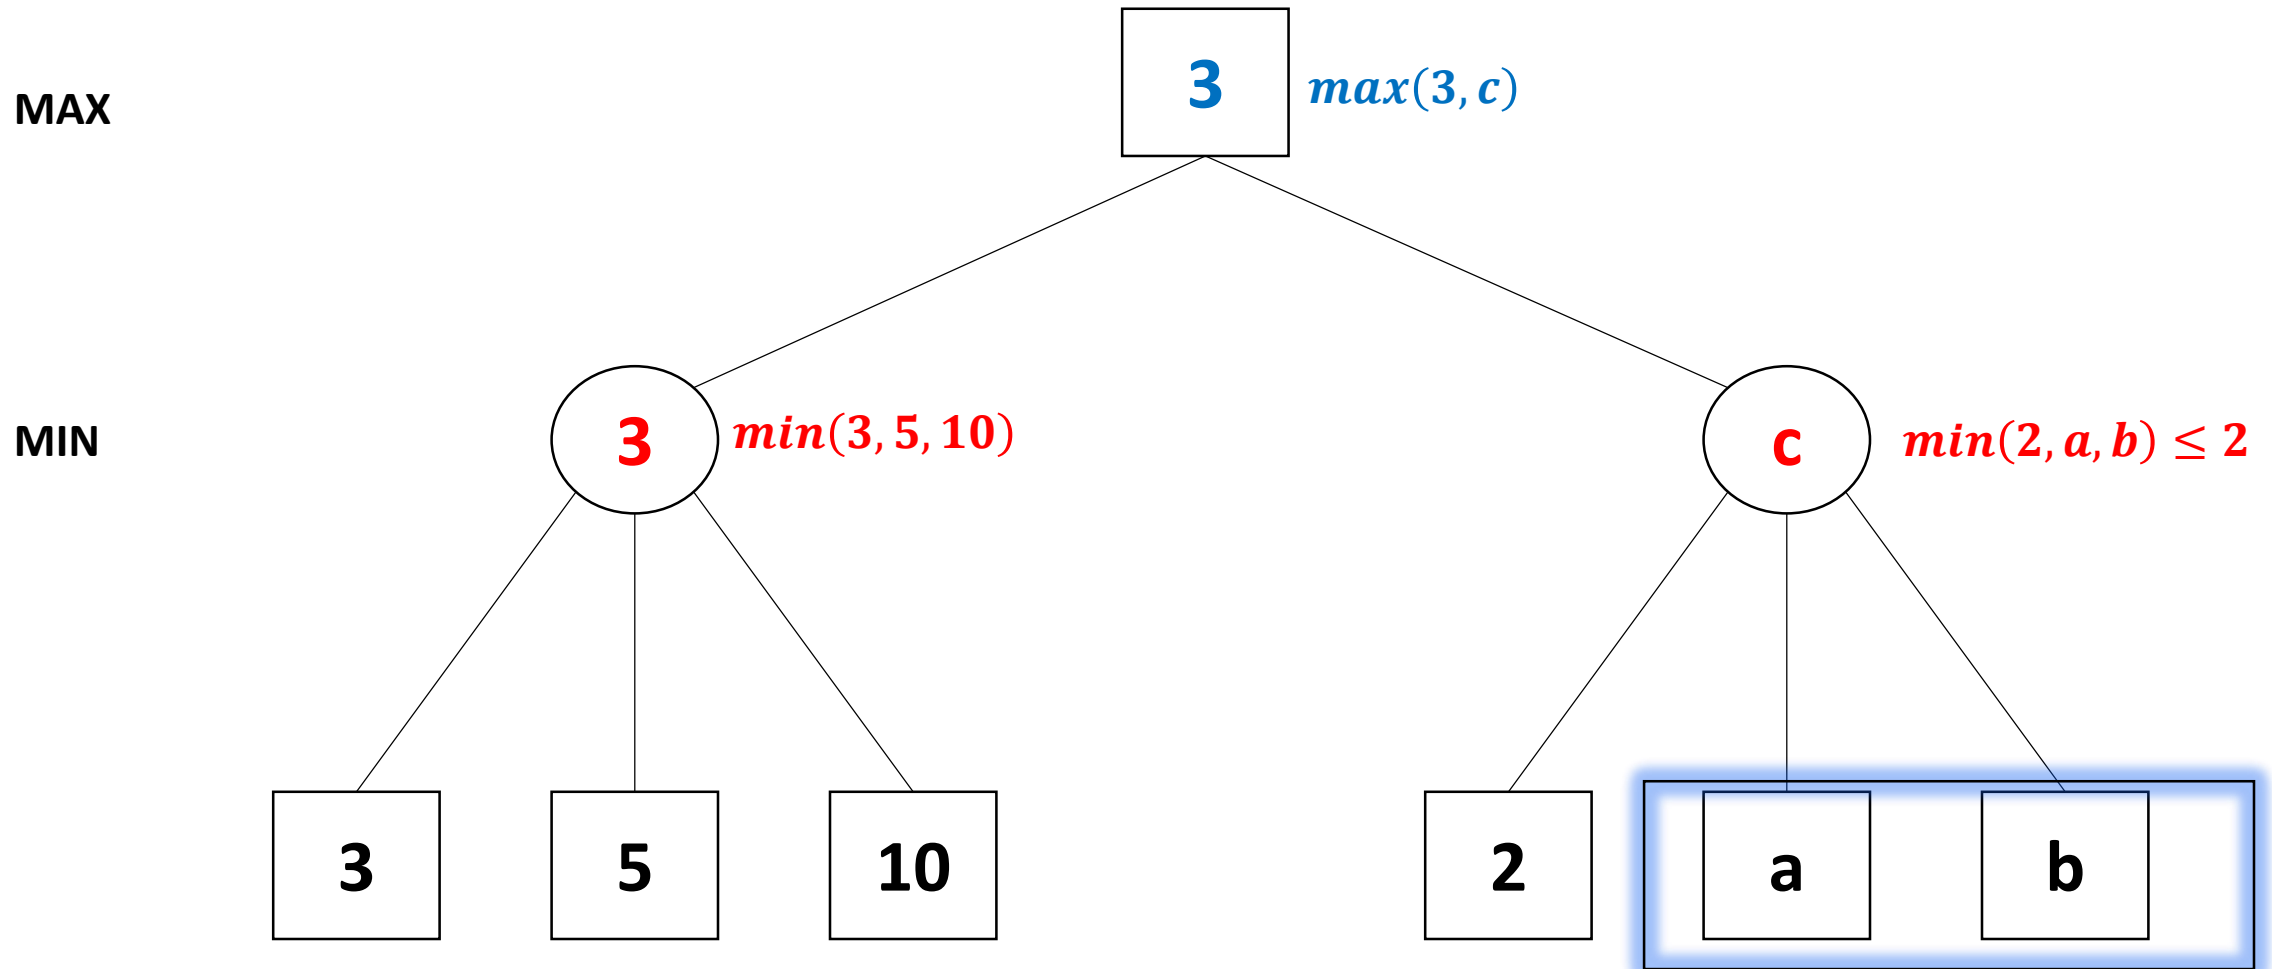 MAX
3
max(3, c)
MIN
3
min(3, 5, 10)
c
min(2, a, b) ≤ 2
3
5
10
2
a
b